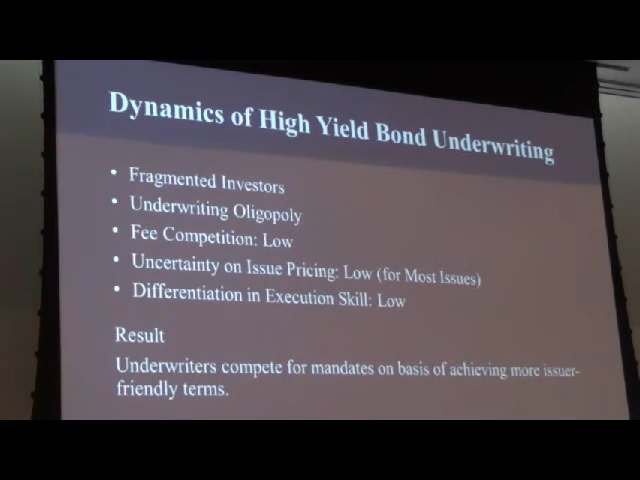 Dynamics of High Yield Bond Underwriting
• Fragmented Investors
• Underwriting Oligopoly
• Fee Competition: Low
• Uncertainty on Issue Pricing: Low (for Most Issues)
• Differentiation in Execution Skill: Low
Result
Underwriters compete for mandates on basis of achieving more issuer-
friendly terms.